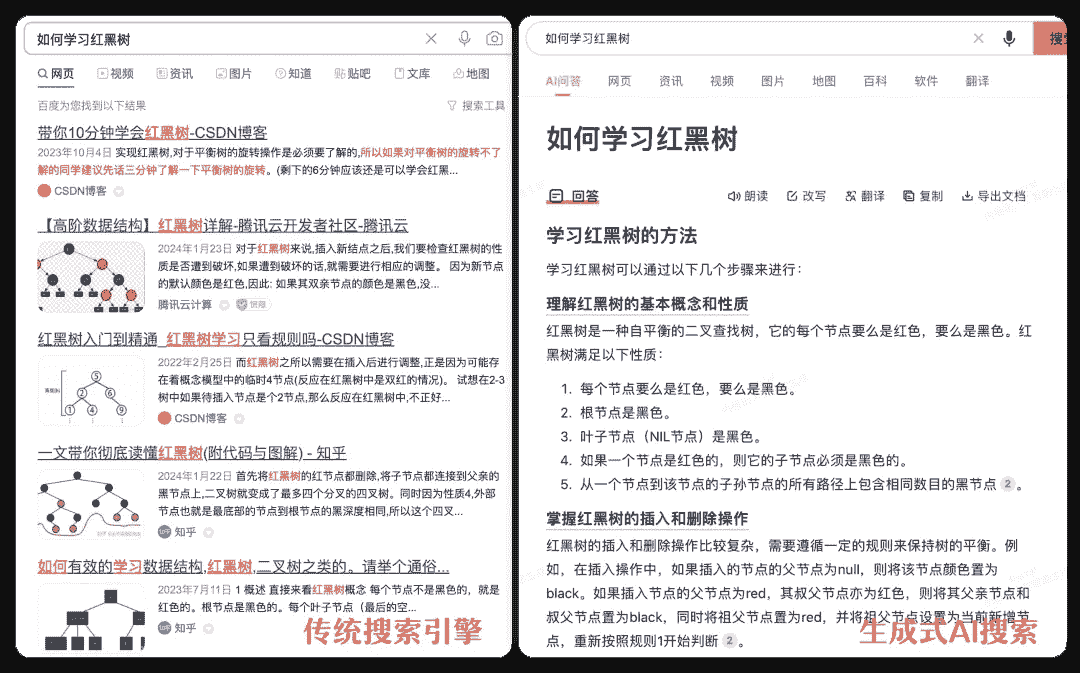 如何学习红黑树
网页 视频 资讯 图片 知道 贴吧 文库 地图
百度为您找到以下结果 搜索工具
带你10分钟学会红黑树-CSDN博客
2023年10月4日 实现红黑树,对于平衡树的旋转操作是必须要了解的,所以如果对平衡树的旋转不了
解的同学建议先话三分钟了解一下平衡树的旋转。(剩下的6分钟应该还是可以学会红黑...
CSDN博客
【高阶数据结构】红黑树详解-腾讯云开发者社区-腾讯云
2024年1月23日 对于红黑树来说,插入新结点之后,我们要检查红黑树的性
质是否遭到破坏,如果遭到破坏的话,就需要进行相应的调整。 因为新节点
的默认颜色是红色,因此: 如果其双亲节点的颜色是黑色,没...
腾讯云计算
红黑树入门到精通_红黑树学习只看规则吗-CSDN博客
2022年2月25日 而红黑树之所以需要在插入后进行调整,正是因为可能存
在着概念模型中的临时4节点(反应在红黑树中是双红的情况)。 试想在2-3
树中如果待插入节点是个2节点,那么反应在红黑树中,不正好...
5
2 6
1 4 9
CSDN博客
一文带你彻底读懂红黑树(附代码与图解) - 知乎
2024年1月22日 首先将红黑树的红节点都删除,将子节点都连接到父亲的
黑节点上,二叉树就变成了最多四个分叉的四叉树。同时因为性质4,外部
节点也就是最底部的节点到根节点的黑深度相同,所以这个四叉...
知乎
如何有效的学习数据结构,红黑树,二叉树之类的。请举个通俗...
2023年7月11日 1 概述 直接来看红黑树概念 每个节点不是黑色的，就是
红色的。根节点是黑色的。每个叶子节点（最后的空...
知乎
传统搜索引擎
如何学习红黑树
AI问答 网页 资讯 视频 图片 地图 百科 软件 翻译
如何学习红黑树
回答 朗读 改写 翻译 复制 导出文档
学习红黑树的方法
学习红黑树可以通过以下几个步骤来进行：
理解红黑树的基本概念和性质
红黑树是一种自平衡的二叉查找树，它的每个节点要么是红色，要么是黑色。红
黑树满足以下性质：
1. 每个节点要么是红色，要么是黑色。
2. 根节点是黑色。
3. 叶子节点（NIL节点）是黑色。
4. 如果一个节点是红色的，则它的子节点必须是黑色的。
5. 从一个节点到该节点的子孙节点的所有路径上包含相同数目的黑节点 2 。
掌握红黑树的插入和删除操作
红黑树的插入和删除操作比较复杂，需要遵循一定的规则来保持树的平衡。例
如，在插入操作中，如果插入的节点的父节点为null，则将该节点颜色置为
black。如果插入节点的父节点为red，其叔父节点亦为红色，则将其父亲节点和
叔父节点置为black，同时将祖父节点置为red，并将祖父节点设置为当前新增节
点，重新按照规则1开始判断 2 。
生成式AI搜索